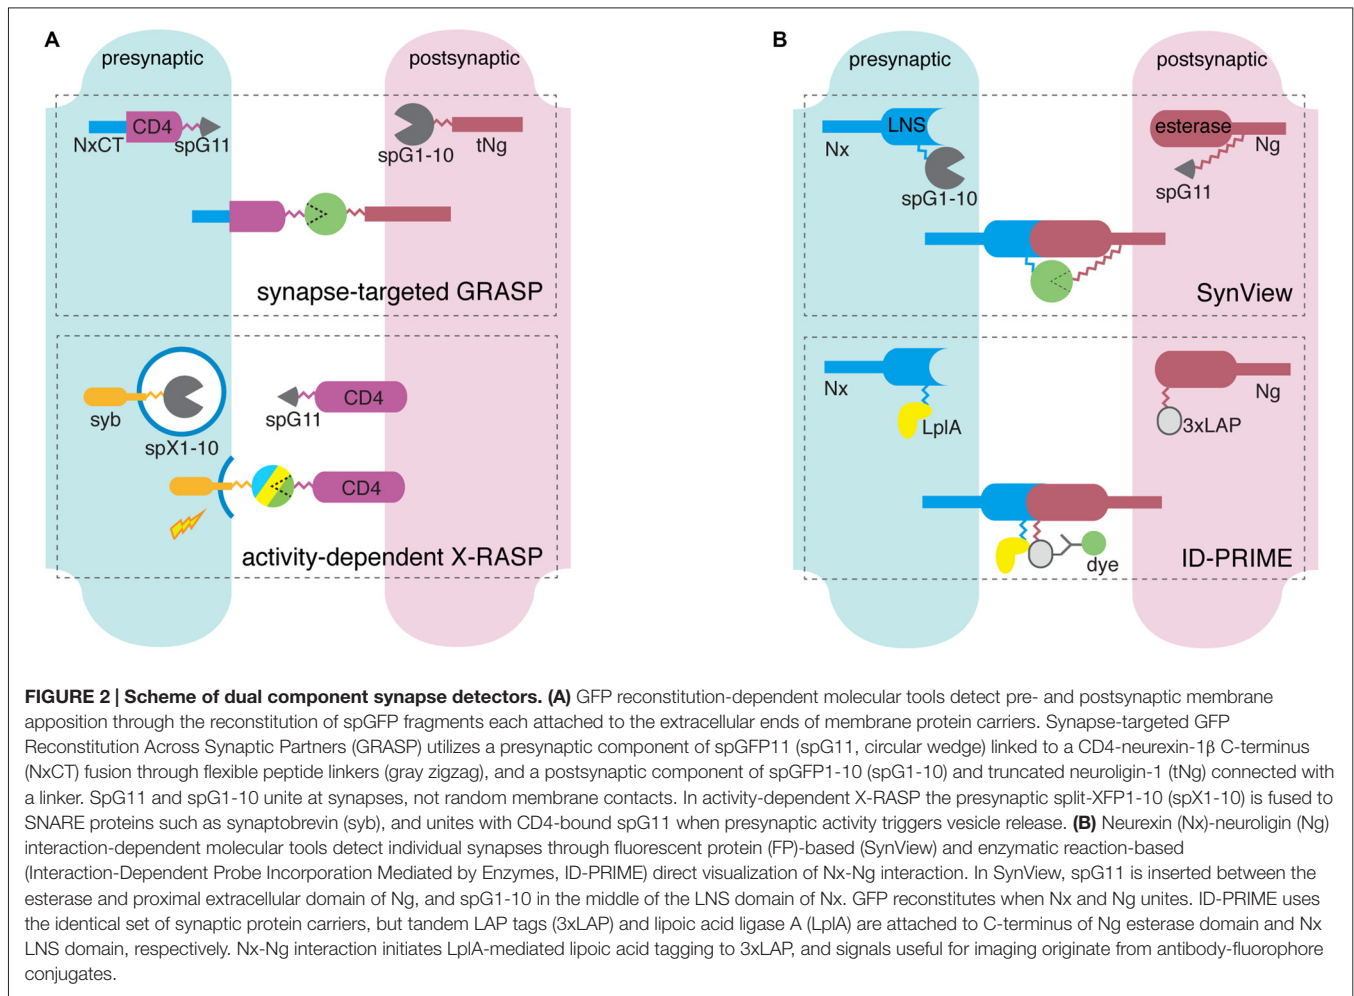 A
presynaptic
postsynaptic
NxCT
CD4
spG11
spG1-10
tNg
synapse-targeted GRASP
syb
spX1-10
spG11
CD4
CD4
activity-dependent X-RASP
B
presynaptic
postsynaptic
Nx
LNS
spG1-10
esterase
Ng
spG11
SynView
Nx
LplA
Ng
3xLAP
dye
ID-PRIME
FIGURE 2 | Scheme of dual component synapse detectors. (A) GFP reconstitution-dependent molecular tools detect pre- and postsynaptic membrane
apposition through the reconstitution of spGFP fragments each attached to the extracellular ends of membrane protein carriers. Synapse-targeted GFP
Reconstitution Across Synaptic Partners (GRASP) utilizes a presynaptic component of spGFP11 (spG11, circular wedge) linked to a CD4-neurexin-1β C-terminus
(NxCT) fusion through flexible peptide linkers (gray zigzag), and a postsynaptic component of spGFP1-10 (spG1-10) and truncated neuroligin-1 (tNg) connected with
a linker. SpG11 and spG1-10 unite at synapses, not random membrane contacts. In activity-dependent X-RASP the presynaptic split-XFP1-10 (spX1-10) is fused to
SNARE proteins such as synaptobrevin (syb), and unites with CD4-bound spG11 when presynaptic activity triggers vesicle release. (B) Neurexin (Nx)-neuroligin (Ng)
interaction-dependent molecular tools detect individual synapses through fluorescent protein (FP)-based (SynView) and enzymatic reaction-based
(Interaction-Dependent Probe Incorporation Mediated by Enzymes, ID-PRIME) direct visualization of Nx-Ng interaction. In SynView, spG11 is inserted between the
esterase and proximal extracellular domain of Ng, and spG1-10 in the middle of the LNS domain of Nx. GFP reconstitutes when Nx and Ng unites. ID-PRIME uses
the identical set of synaptic protein carriers, but tandem LAP tags (3xLAP) and lipoic acid ligase A (LplA) are attached to C-terminus of Ng esterase domain and Nx
LNS domain, respectively. Nx-Ng interaction initiates LplA-mediated lipoic acid tagging to 3xLAP, and signals useful for imaging originate from antibody-fluorophore
conjugates.